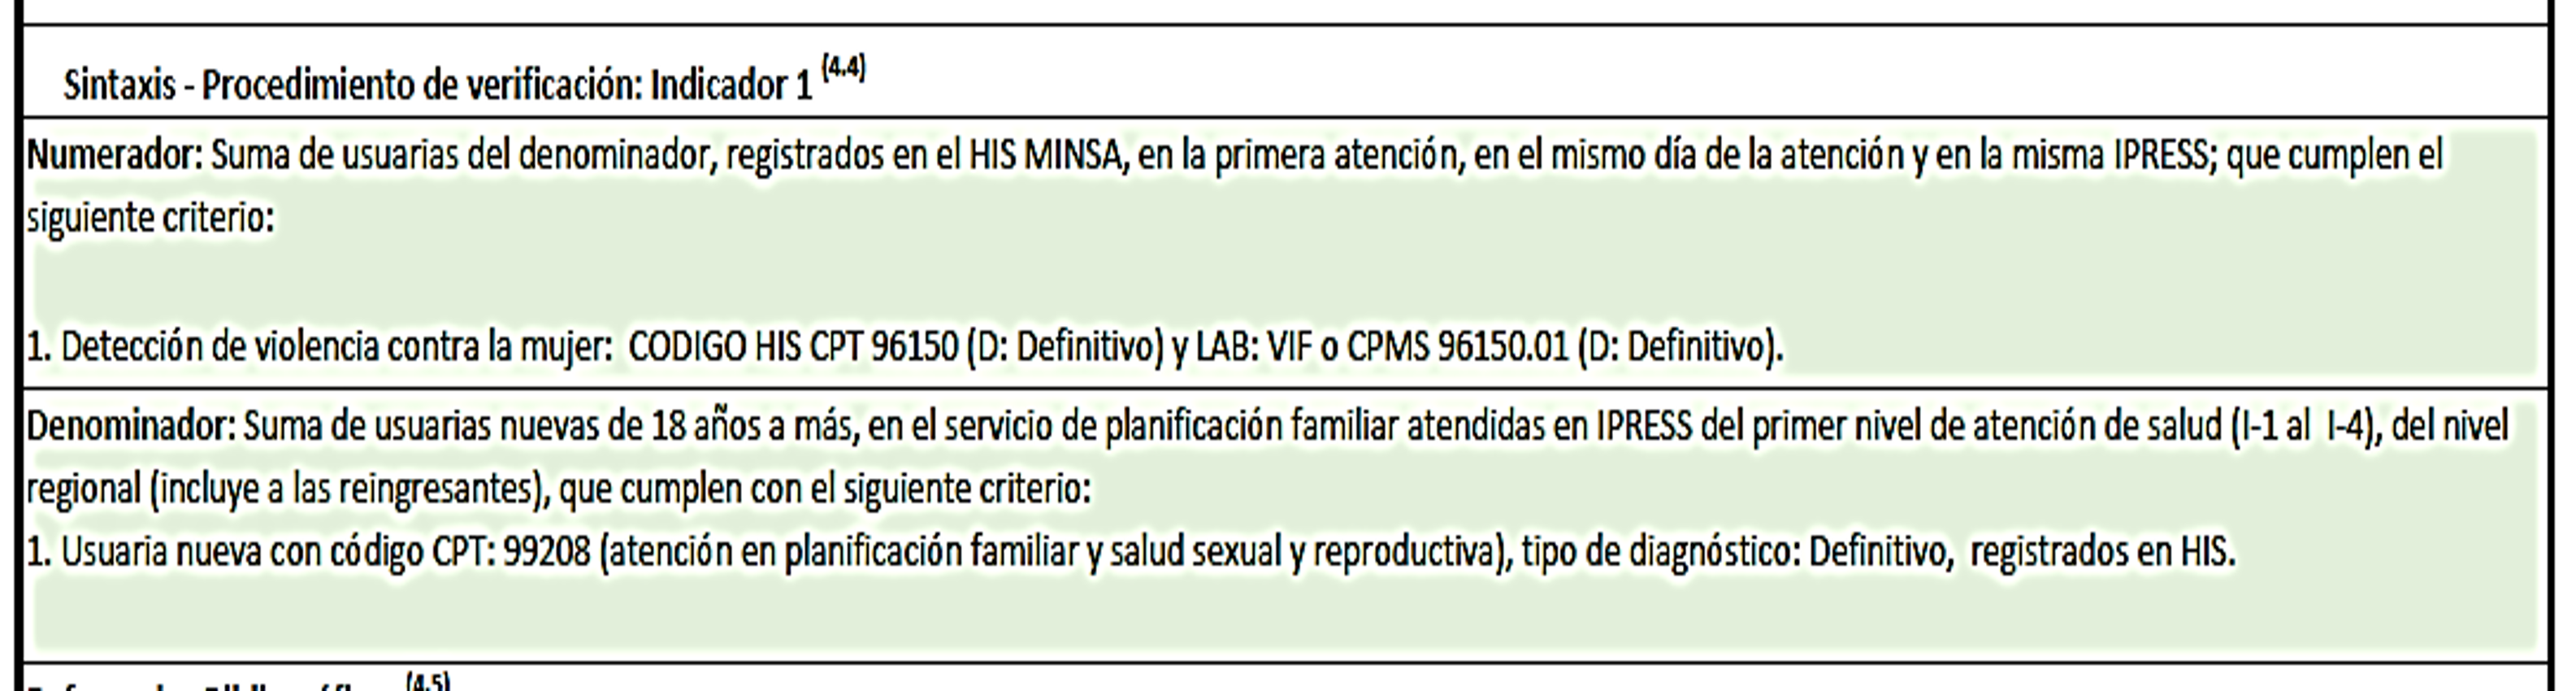 Sintaxis - Procedimiento de verificación: Indicador 1 (4.4)
Numerador: Suma de usuarias del denominador, registrados en el HIS MINSA, en la primera atención, en el mismo día de la atención y en la misma IPRESS; que cumplen el
siguiente criterio:
1. Detección de violencia contra la mujer: CODIGO HIS CPT 96150 (D: Definitivo) y LAB: VIF o CPMS 96150.01 (D: Definitivo).
Denominador: Suma de usuarias nuevas de 18 años a más, en el servicio de planificación familiar atendidas en IPRESS del primer nivel de atención de salud (I-1 al I-4), del nivel
regional (incluye a las reingresantes), que cumplen con el siguiente criterio:
1. Usuaria nueva con código CPT: 99208 (atención en planificación familiar y salud sexual y reproductiva), tipo de diagnóstico: Definitivo, registrados en HIS.
(4.5)